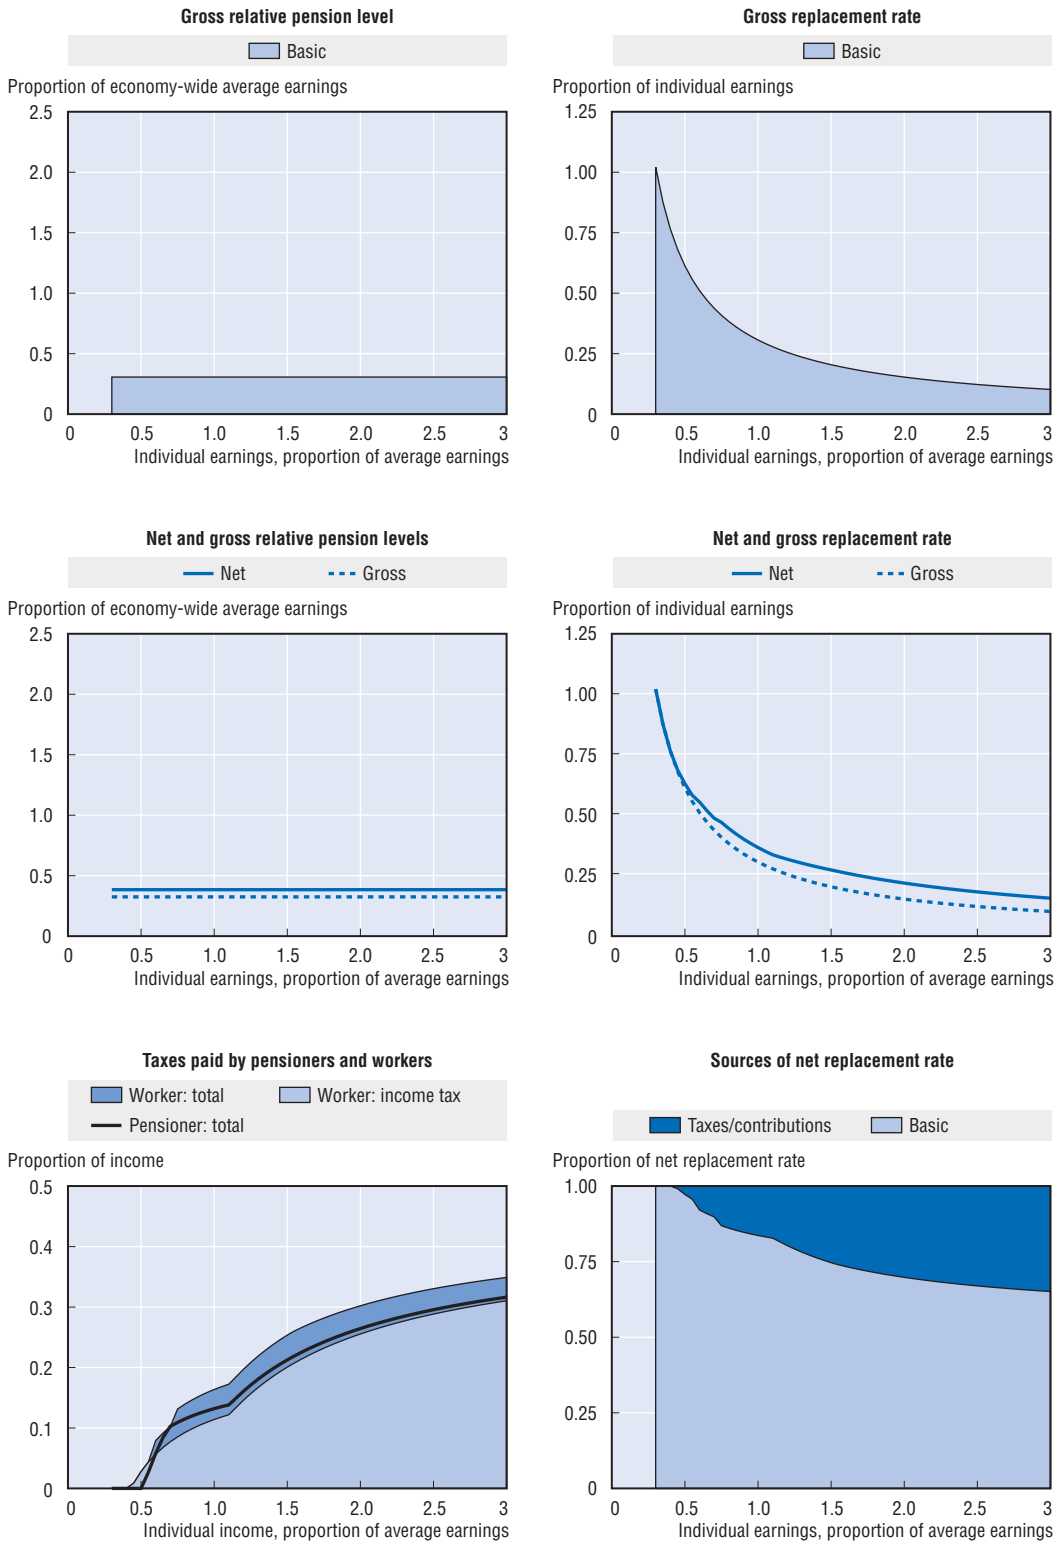 Gross relative pension level
Basic
Proportion of economy-wide average earnings
2.5
2.0
1.5
1.0
0.5
0
0 0.5 1.0 1.5 2.0 2.5 3
Individual earnings, proportion of average earnings
Gross replacement rate
Basic
Proportion of individual earnings
1.25
1.00
0.75
0.50
0.25
0
0 0.5 1.0 1.5 2.0 2.5 3
Individual earnings, proportion of average earnings
Net and gross relative pension levels
Net Gross
Proportion of economy-wide average earnings
2.5
2.0
1.5
1.0
0.5
0
0 0.5 1.0 1.5 2.0 2.5 3
Individual earnings, proportion of average earnings
Net and gross replacement rate
Net Gross
Proportion of individual earnings
1.25
1.00
0.75
0.50
0.25
0
0 0.5 1.0 1.5 2.0 2.5 3
Individual earnings, proportion of average earnings
Taxes paid by pensioners and workers
Worker: total Worker: income tax
Pensioner: total
Proportion of income
0.5
0.4
0.3
0.2
0.1
0
0 0.5 1.0 1.5 2.0 2.5 3
Individual income, proportion of average earnings
Sources of net replacement rate
Taxes/contributions Basic
Proportion of net replacement rate
1.00
0.75
0.50
0.25
0
0 0.5 1.0 1.5 2.0 2.5 3
Individual earnings, proportion of average earnings